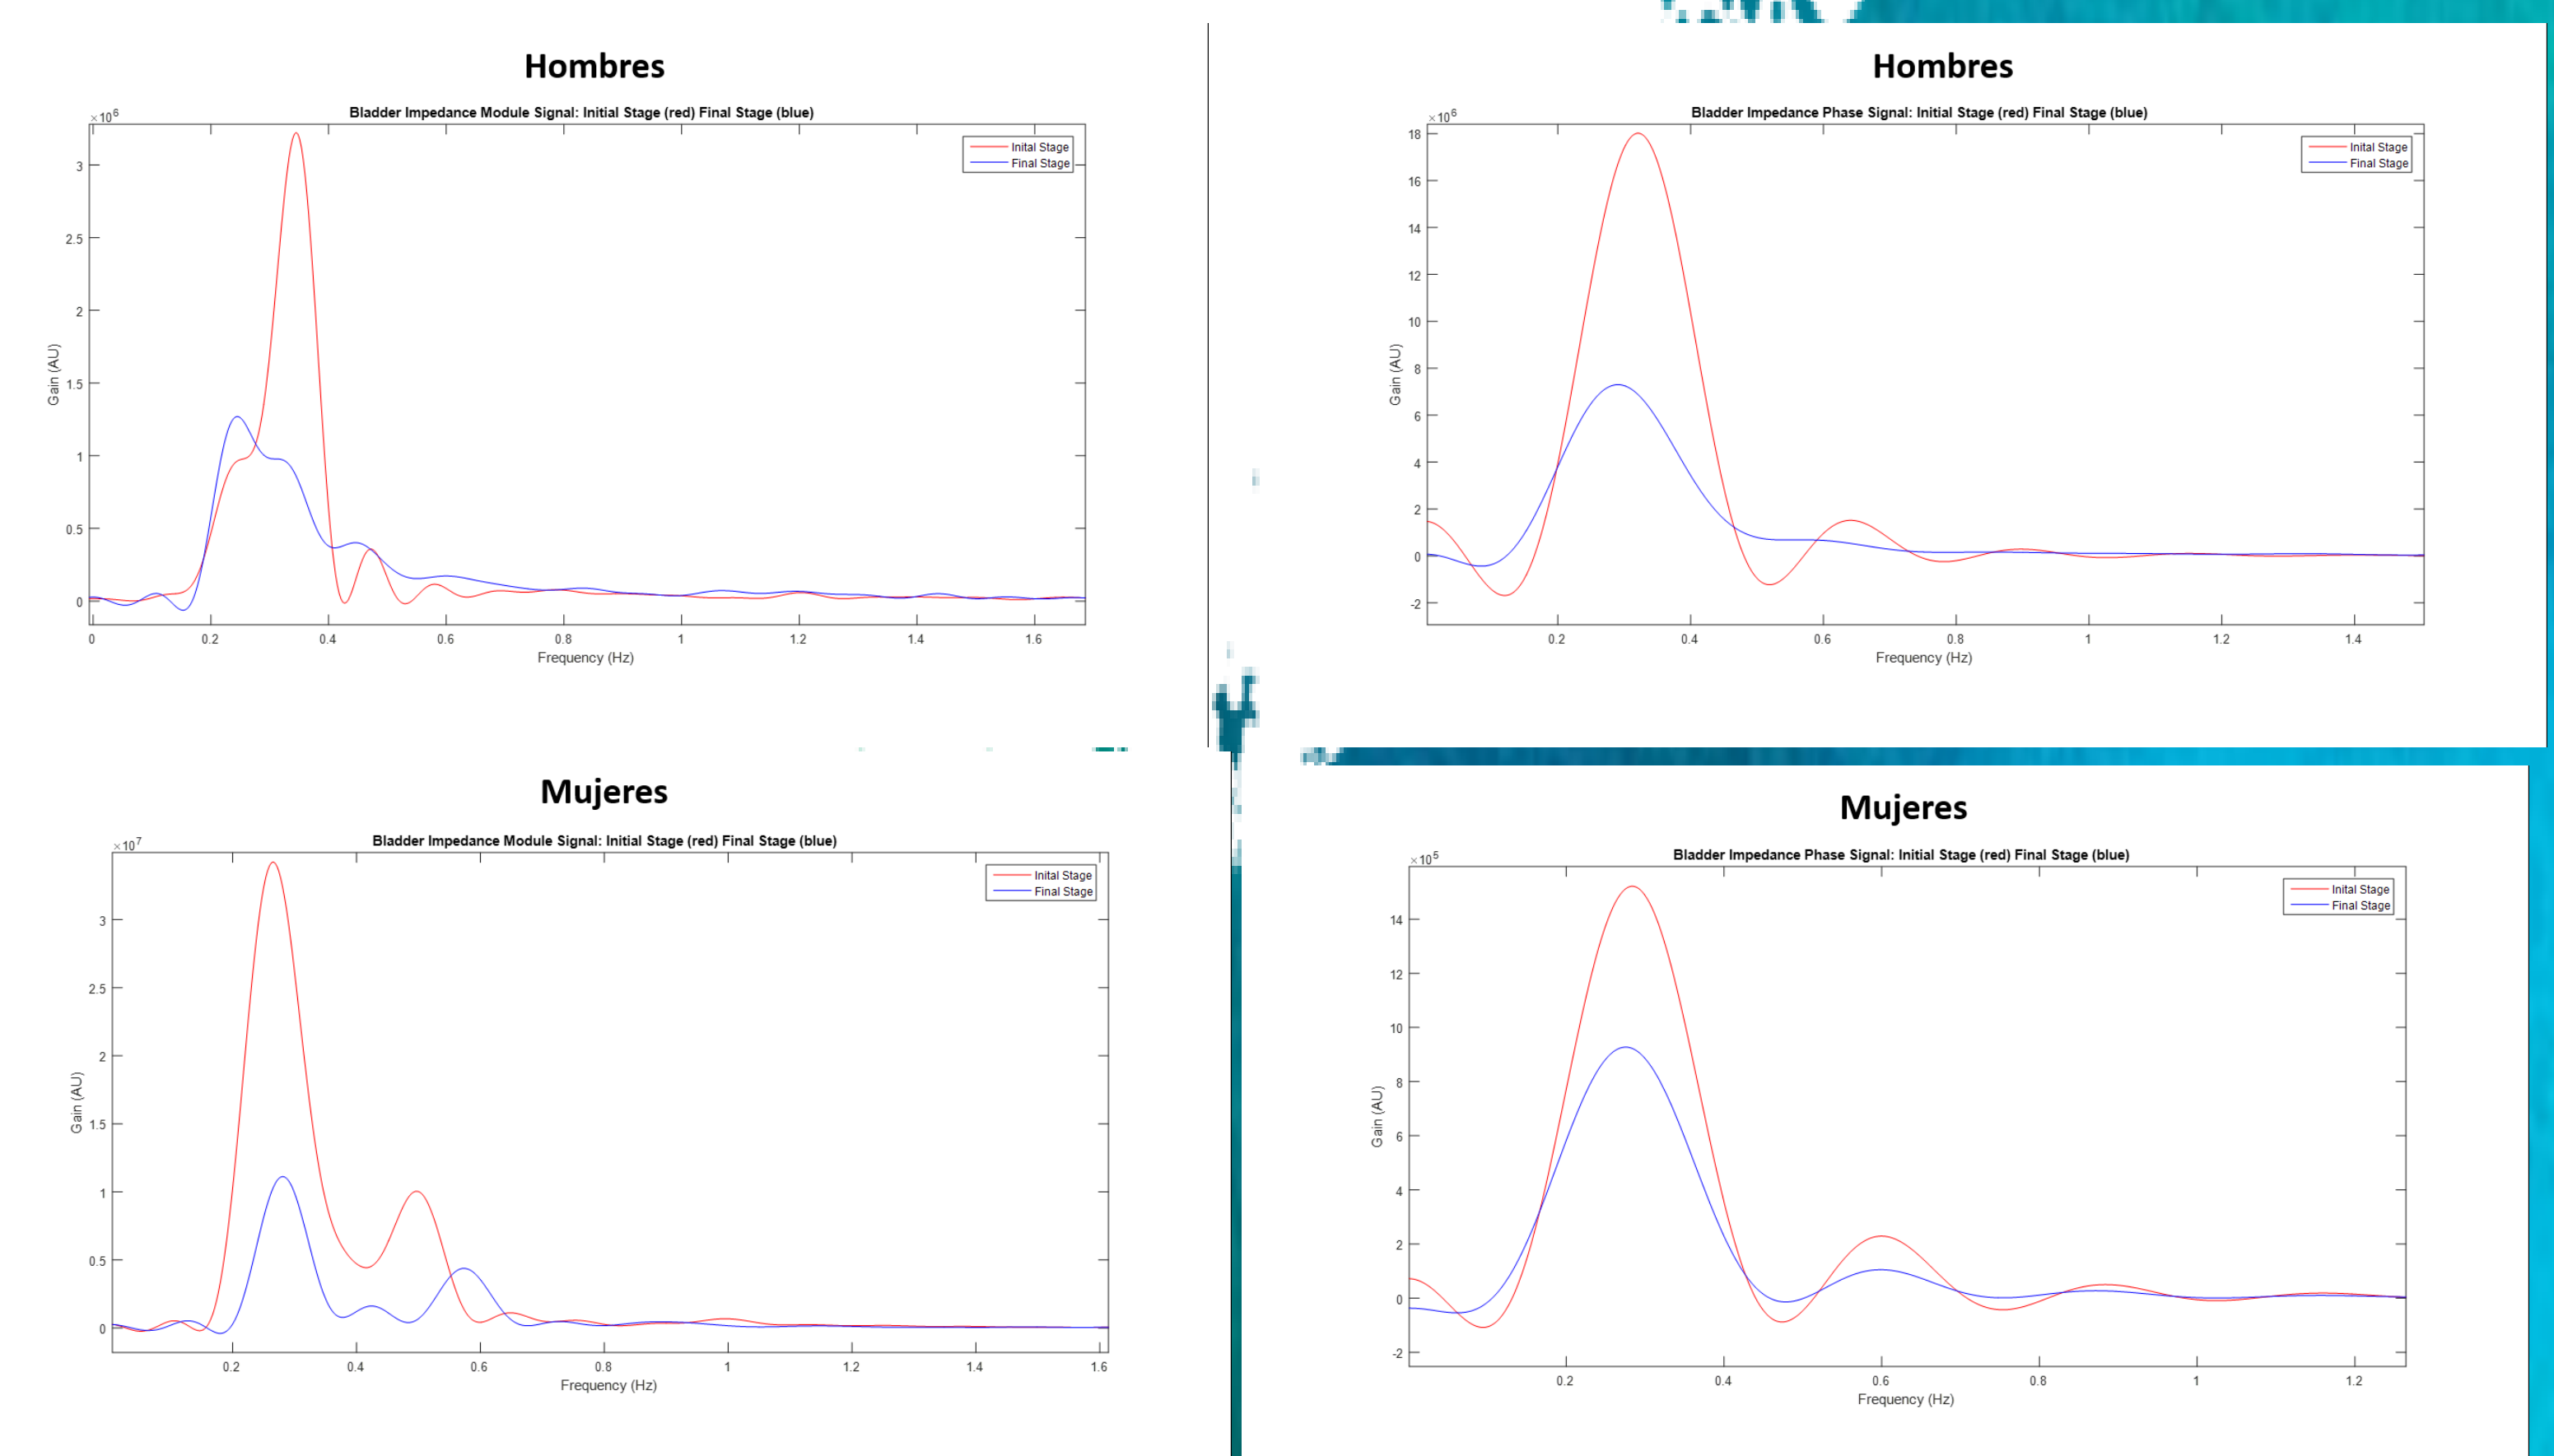 Hombres
Bladder Impedance Module Signal: Initial Stage (red) Final Stage (blue)
×10⁶
Inital Stage
Final Stage
3
2.5
2
1.5
1
0.5
0
Gain (AU)
0 0.2 0.4 0.6 0.8 1 1.2 1.4 1.6
Frequency (Hz)
Hombres
Bladder Impedance Phase Signal: Initial Stage (red) Final Stage (blue)
×10⁶
Inital Stage
Final Stage
18
16
14
12
10
8
6
4
2
0
-2
Gain (AU)
0.2 0.4 0.6 0.8 1 1.2 1.4
Frequency (Hz)
Mujeres
Bladder Impedance Module Signal: Initial Stage (red) Final Stage (blue)
×10⁷
Inital Stage
Final Stage
3
2.5
2
1.5
1
0.5
0
Gain (AU)
0.2 0.4 0.6 0.8 1 1.2 1.4 1.6
Frequency (Hz)
Mujeres
Bladder Impedance Phase Signal: Initial Stage (red) Final Stage (blue)
×10⁵
Inital Stage
Final Stage
14
12
10
8
6
4
2
0
-2
Gain (AU)
0.2 0.4 0.6 0.8 1 1.2
Frequency (Hz)